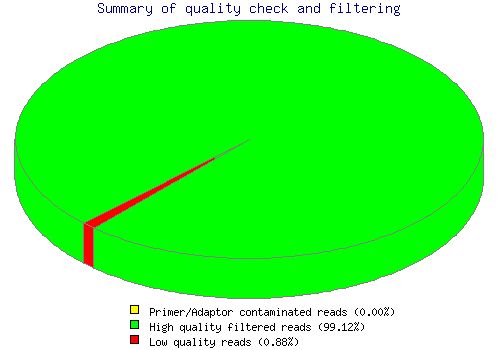 Summary of quality check and filtering
Primer/Adaptor contaminated reads (0.00%)
High quality filtered reads (99.12%)
Low quality reads (0.88%)